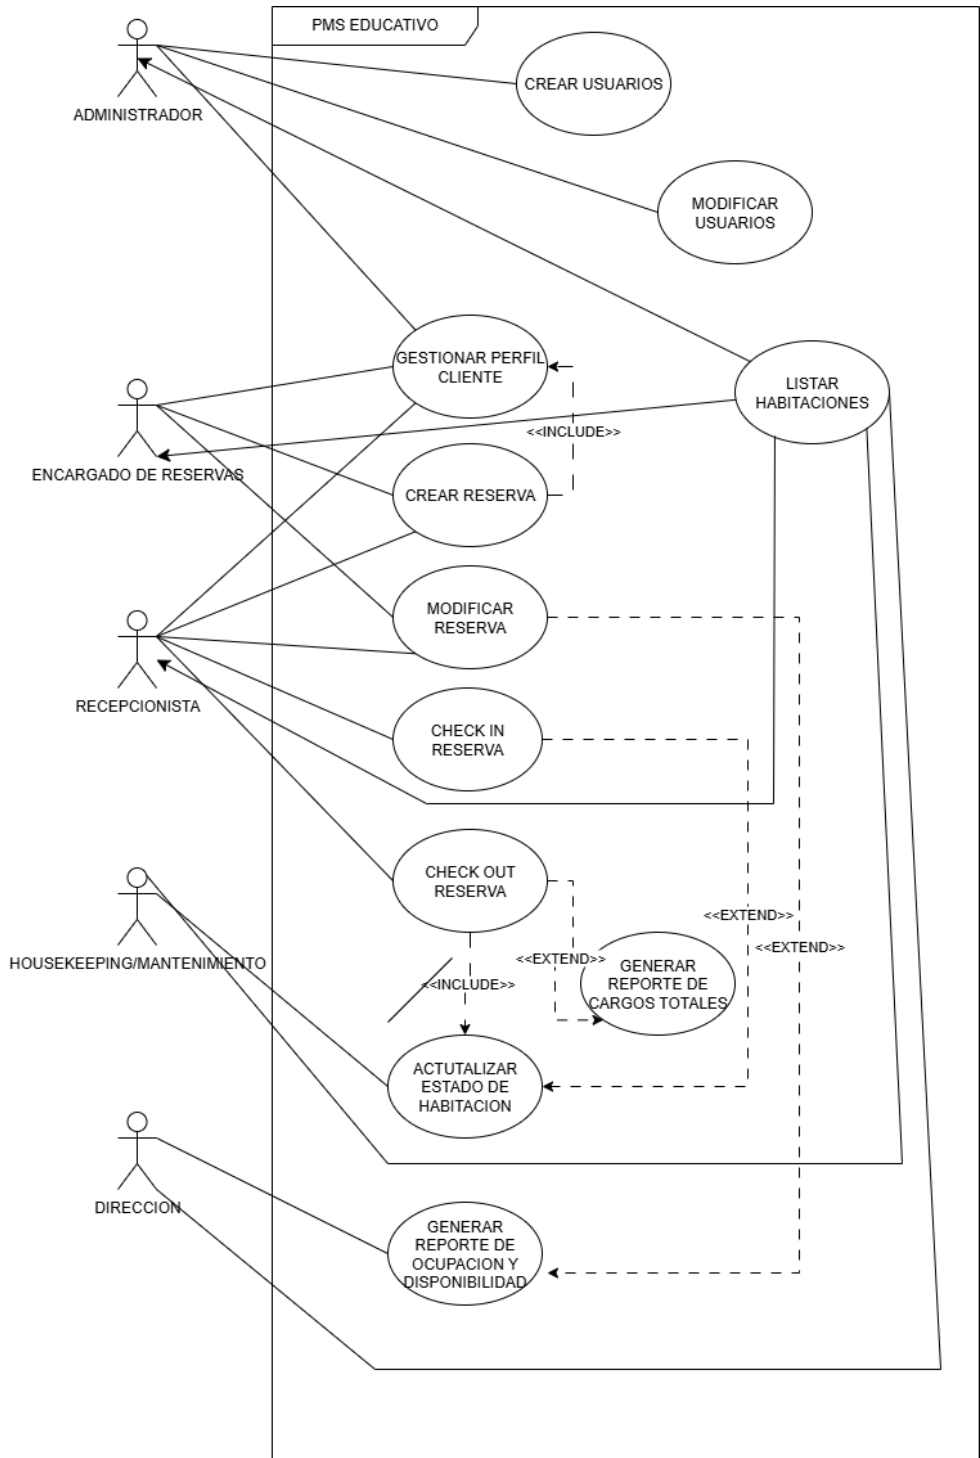 PMS EDUCATIVO
CREAR USUARIOS
ADMINISTRADOR
MODIFICAR
USUARIOS
GESTIONAR PERFIL
CLIENTE
LISTAR
HABITACIONES
<<INCLUDE>>
ENCARGADO DE RESERVAS
CREAR RESERVA
MODIFICAR
RESERVA
RECEPCIONISTA
CHECK IN
RESERVA
CHECK OUT
RESERVA
<<EXTEND>>
<<EXTEND>>
HOUSEKEEPING/MANTENIMIENTO
<<EXTEND>>
GENERAR
REPORTE DE
CARGOS TOTALES
<<INCLUDE>>
ACTUTALIZAR
ESTADO DE
HABITACION
DIRECCION
GENERAR
REPORTE DE
OCUPACION Y
DISPONIBILIDAD